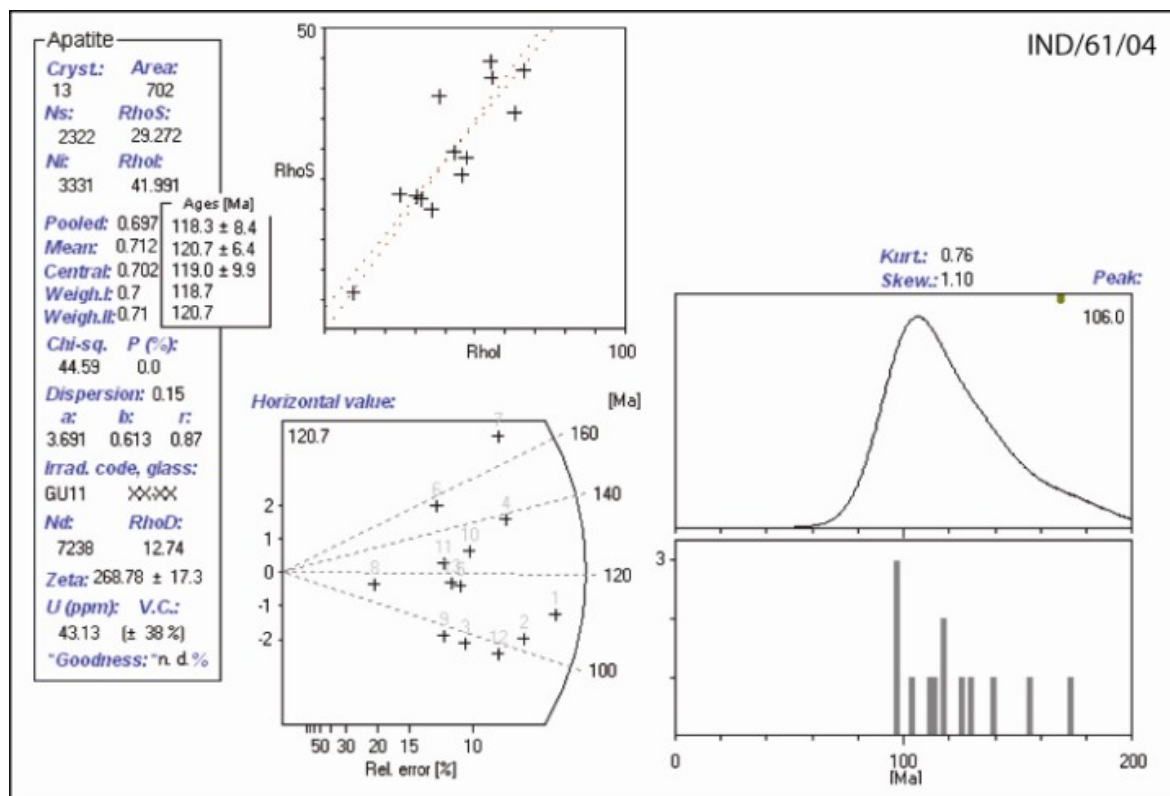 IND/61/04
Apatite
Cryst.: Area:
13 702
Ns: RhoS:
2322 29.272
Ni: RhoI:
3331 41.991
Ages [Ma]
Pooled: 0.697 118.3 ± 8.4
Mean: 0.712 120.7 ± 6.4
Central: 0.702 119.0 ± 9.9
Weigh.I: 0.7 118.7
Weigh.II: 0.71 120.7
Chi-sq. P (%):
44.59 0.0
Dispersion: 0.15
a: b: r:
3.691 0.613 0.87
Irrad. code, glass:
GU11 XX-XX
Nd: RhoD:
7238 12.74
Zeta: 268.78 ± 17.3
U (ppm): V.C.:
43.13 (± 38 %)
"Goodness:" n. d.%
50
RhoS
RhoI 100
Horizontal value: [Ma]
120.7
7
160
6
4
140
2
1
0
-1
-2
10
11
8
5
120
1
9
3
12
2
100
50 30 20 15 10
Rel. error [%]
Kurt.: 0.76
Skew.: 1.10
Peak:
106.0
3
0 100 200
[Ma]